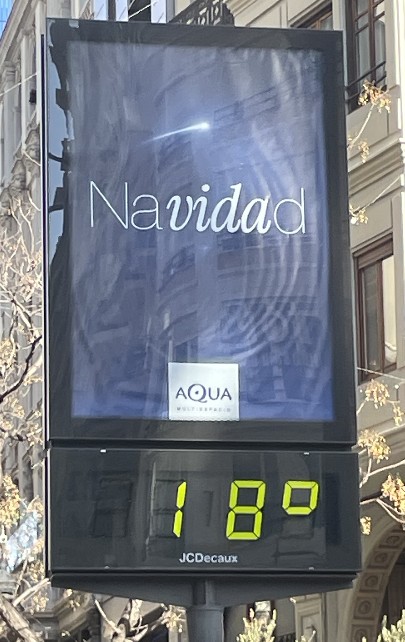 Navidad
AQUA
MULTIESPACIO
18°
JCDecaux